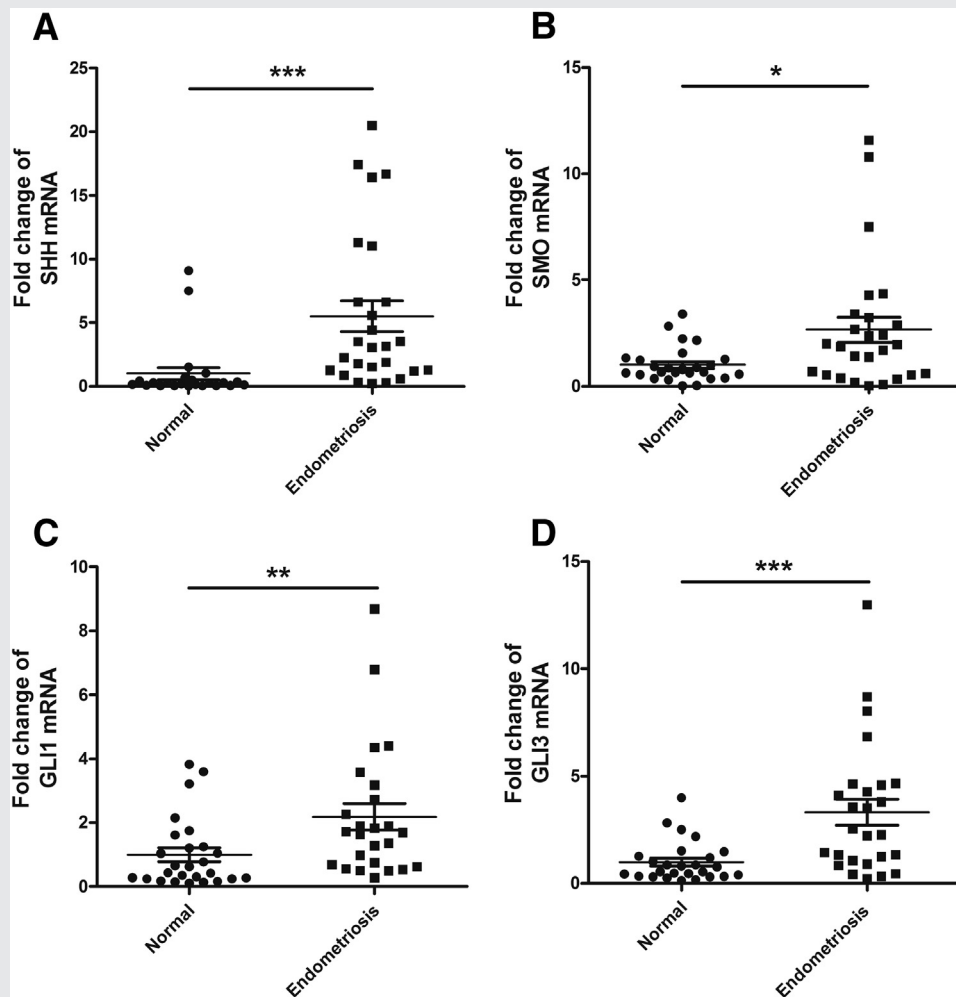 A
Fold change of
SHH mRNA
25
20
15
10
5
0
***
Normal
Endometriosis
B
Fold change of
SMO mRNA
15
10
5
0
*
Normal
Endometriosis
C
Fold change of
GLI1 mRNA
10
8
6
4
2
0
**
Normal
Endometriosis
D
Fold change of
GLI3 mRNA
15
10
5
0
***
Normal
Endometriosis